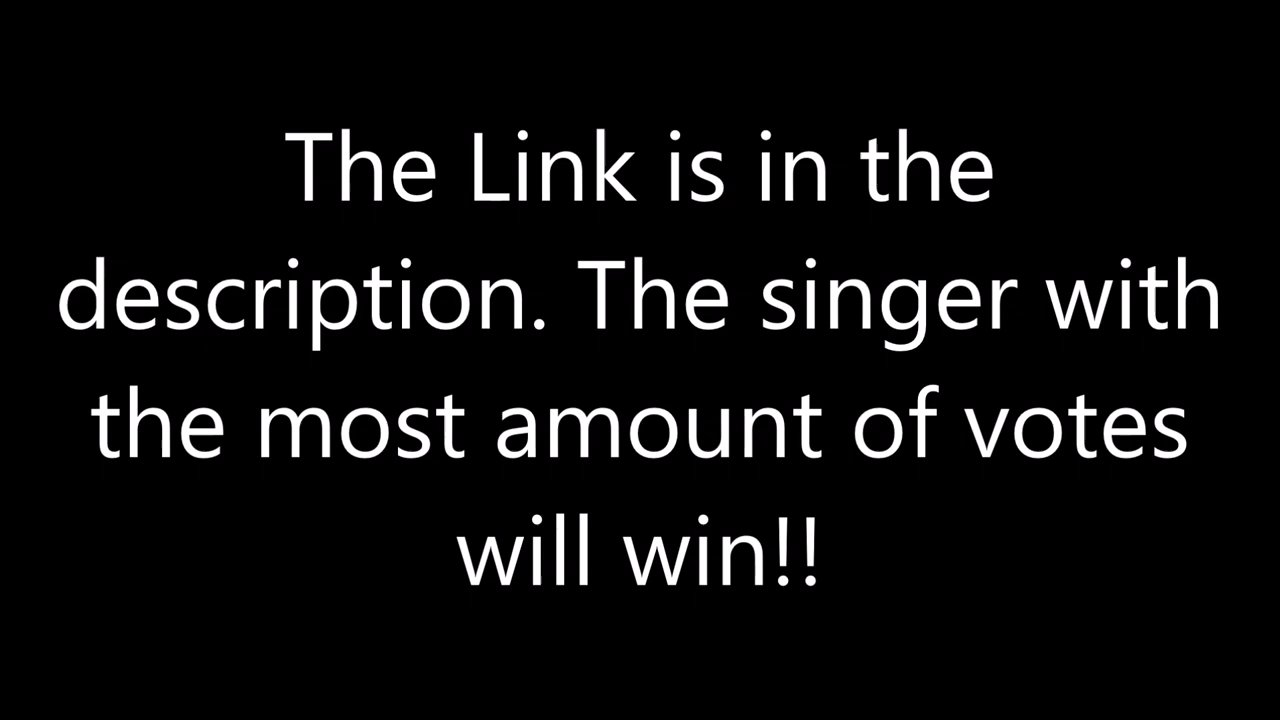 The Link is in the
description. The singer with
the most amount of votes
will win!!